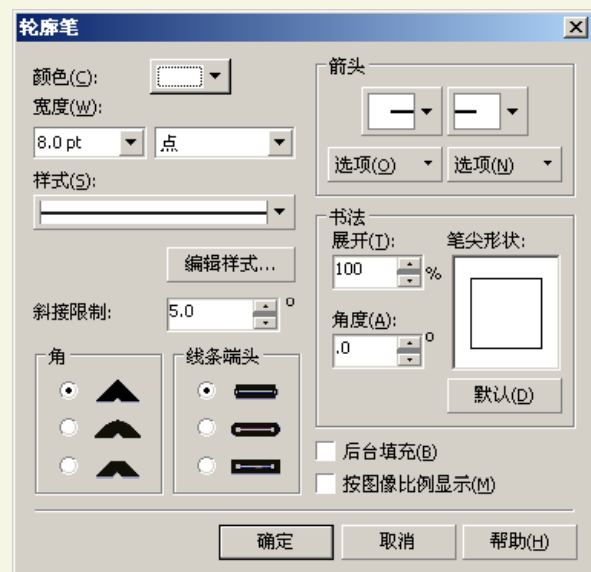 轮廓笔
颜色(C):
宽度(W):
8.0 pt
点
样式(S):
编辑样式...
斜接限制:
5.0
°
角
线条端头
箭头
选项(O)
选项(N)
书法
展开(T):
笔尖形状:
100
%
角度(A):
.0
°
默认(D)
后台填充(B)
按图像比例显示(M)
确定
取消
帮助(H)